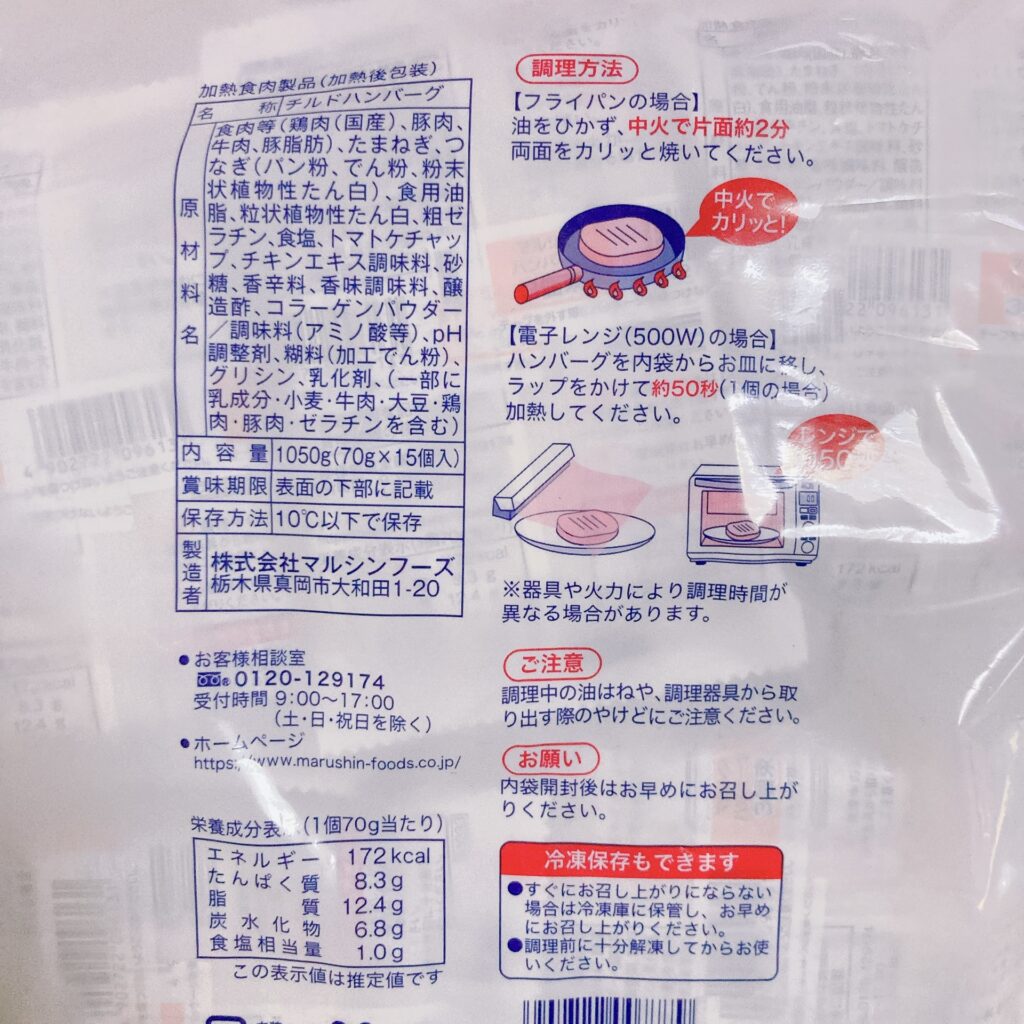 加熱食肉製品(加熱後包装)
名称 チルドハンバーグ
原材料名
食肉等(鶏肉(国産)、豚肉、
牛肉、豚脂肪)、たまねぎ、つ
なぎ(パン粉、でん粉、粉末
状植物性たん白)、食用油
脂、粒状植物性たん白、粗ゼ
ラチン、食塩、トマトケチャッ
プ、チキンエキス調味料、砂
糖、香辛料、香味調味料、醸
造酢、コラーゲンパウダー
/調味料(アミノ酸等)、pH
調整剤、糊料(加工でん粉)、
グリシン、乳化剤、(一部に
乳成分・小麦・牛肉・大豆・鶏
肉・豚肉・ゼラチンを含む)
内容量 1050g(70g×15個入)
賞味期限 表面の下部に記載
保存方法 10℃以下で保存
製造者
株式会社マルシンフーズ
栃木県真岡市大和田1-20
●お客様相談室
0120-129174
受付時間 9:00〜17:00
(土・日・祝日を除く)
●ホームページ
https://www.marushin-foods.co.jp/
栄養成分表示(1個70g当たり)
エネルギー 172kcal
たんぱく質 8.3g
脂質 12.4g
炭水化物 6.8g
食塩相当量 1.0g
この表示値は推定値です
調理方法
【フライパンの場合】
油をひかず、中火で片面約2分
両面をカリッと焼いてください。
中火で
カリッと!
【電子レンジ(500W)の場合】
ハンバーグを内袋からお皿に移し、
ラップをかけて約50秒(1個の場合)
加熱してください。
レンジで
50
※器具や火力により調理時間が
異なる場合があります。
ご注意
調理中の油はねや、調理器具から取
り出す際のやけどにご注意ください。
お願い
内袋開封後はお早めにお召し上が
りください。
冷凍保存もできます
●すぐにお召し上がりにならない
場合は冷凍庫に保管し、お早め
にお召し上がりください。
●調理前に十分解凍してからお使
いください。